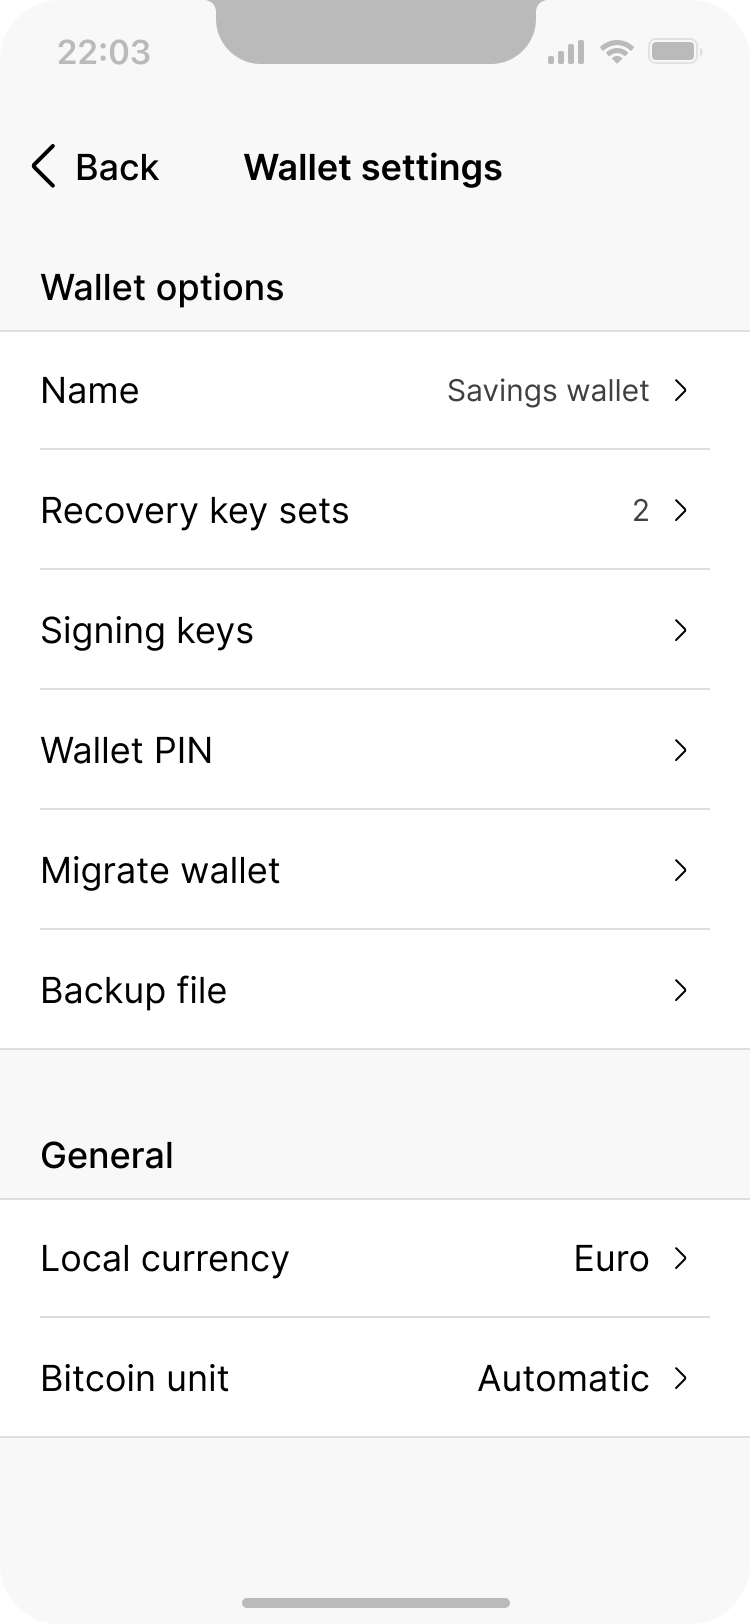 22:03
Back Wallet settings
Wallet options
Name Savings wallet
Recovery key sets 2
Signing keys
Wallet PIN
Migrate wallet
Backup file
General
Local currency Euro
Bitcoin unit Automatic